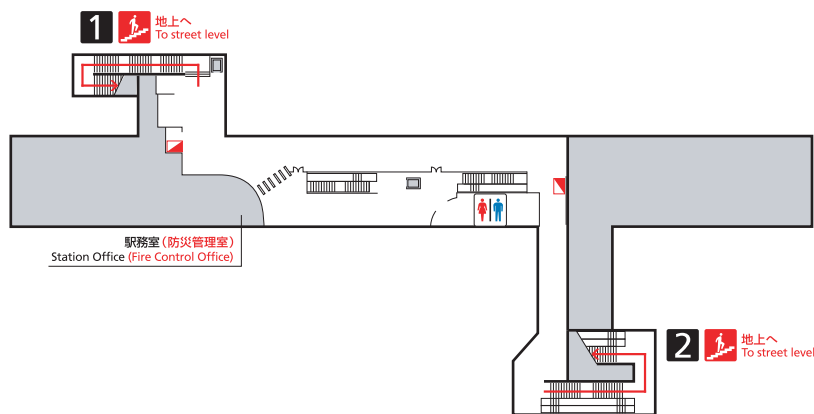 1
地上へ
To street level
駅務室(防災管理室)
Station Office (Fire Control Office)
2
地上へ
To street level